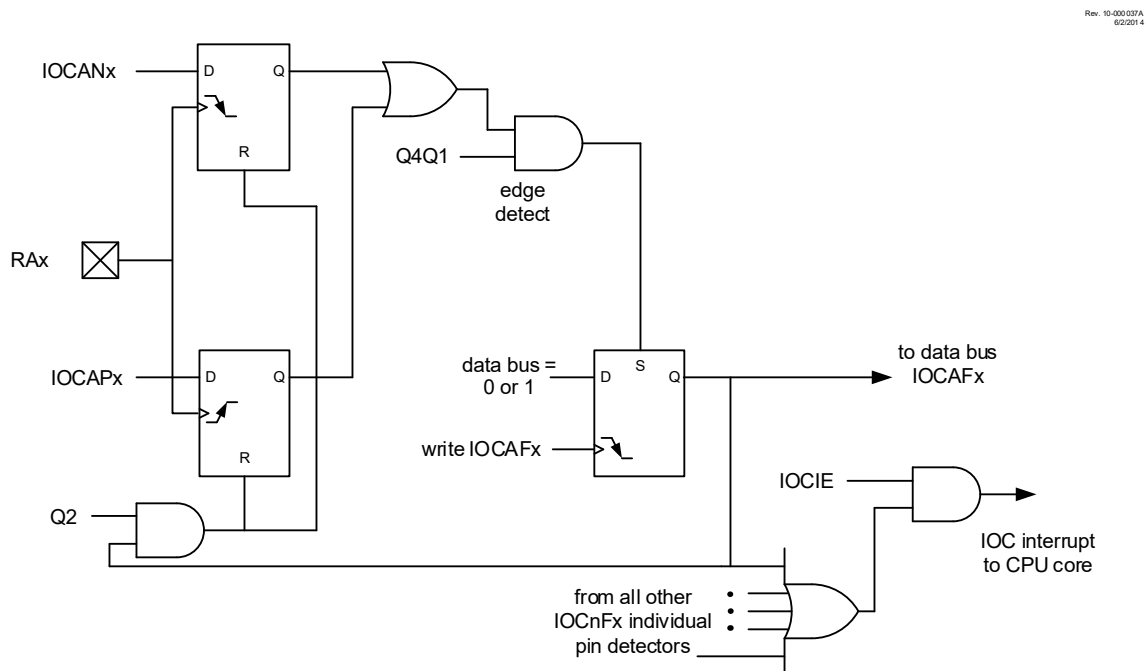 Rev. 10-000037A
6/2/2014
IOCANx
D
Q
R
Q4Q1
edge
detect
RAx
IOCAPx
D
Q
R
data bus =
0 or 1
D
S
Q
to data bus
IOCAFx
write IOCAFx
IOCIE
Q2
IOC interrupt
to CPU core
from all other
IOCnFx individual
pin detectors